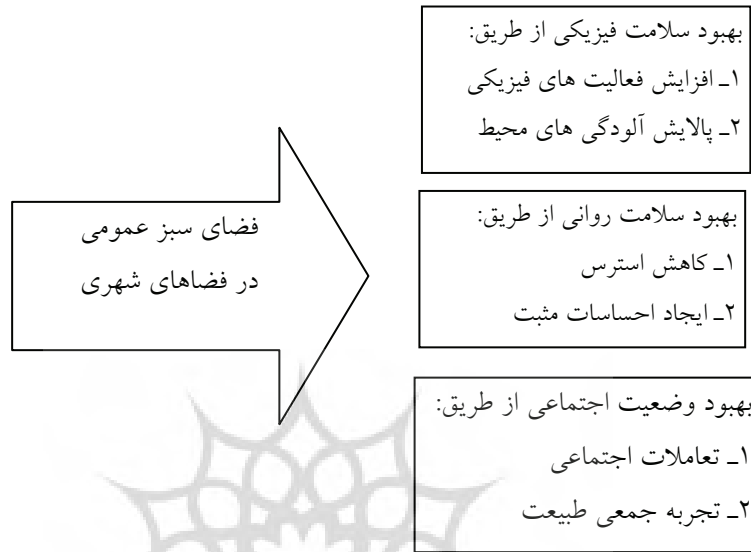 بهبود سلامت فیزیکی از طریق:
۱ـ افزایش فعالیت های فیزیکی
۲ـ پالایش آلودگی های محیط
فضای سبز عمومی
در فضاهای شهری
بهبود سلامت روانی از طریق:
۱ـ کاهش استرس
۲ـ ایجاد احساسات مثبت
بهبود وضعیت اجتماعی از طریق:
۱ـ تعاملات اجتماعی
۲ـ تجربه جمعی طبیعت